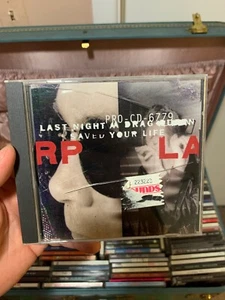 PRO-CD-6779
LAST NIGHT A DRAG QUEEN
SAVED YOUR LIFE
RP LA